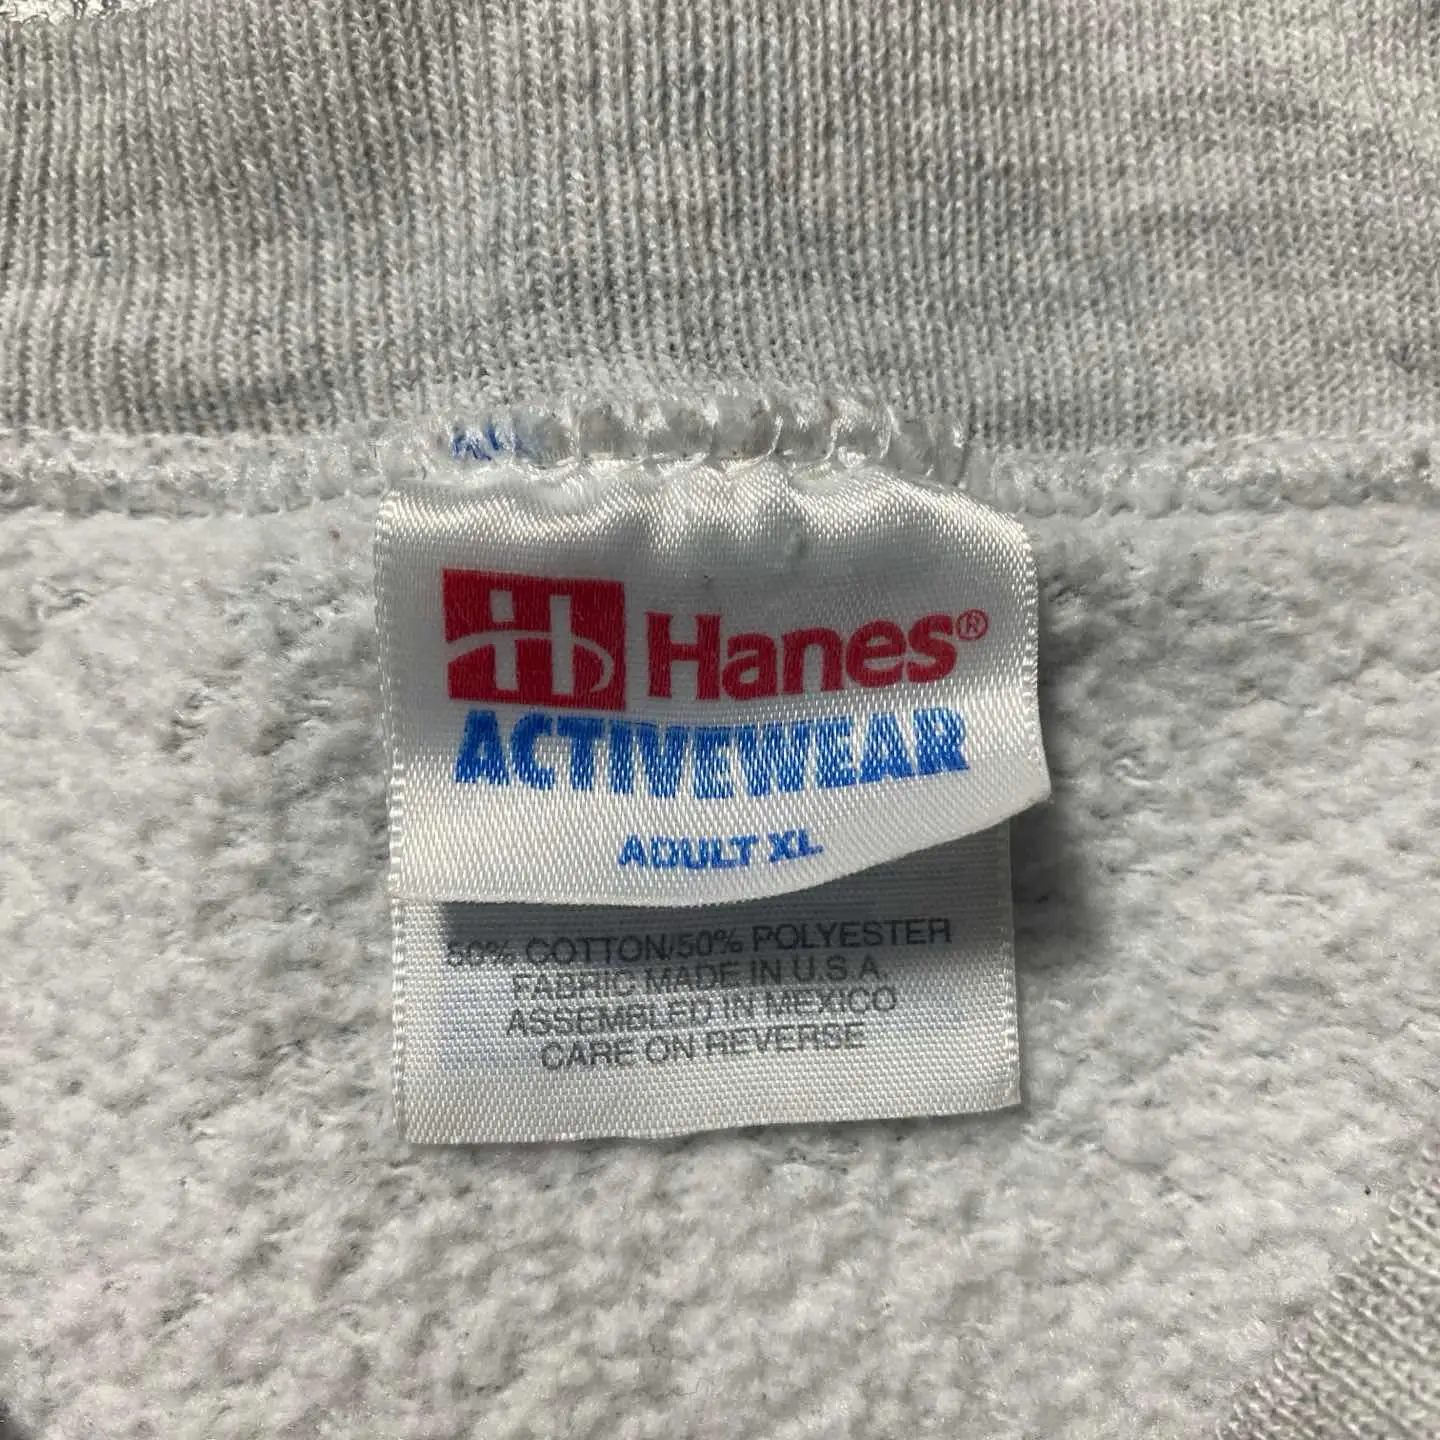 Hanes®
ACTIVEWEAR
ADULT XL
50% COTTON/50% POLYESTER
FABRIC MADE IN U.S.A.
ASSEMBLED IN MEXICO
CARE ON REVERSE